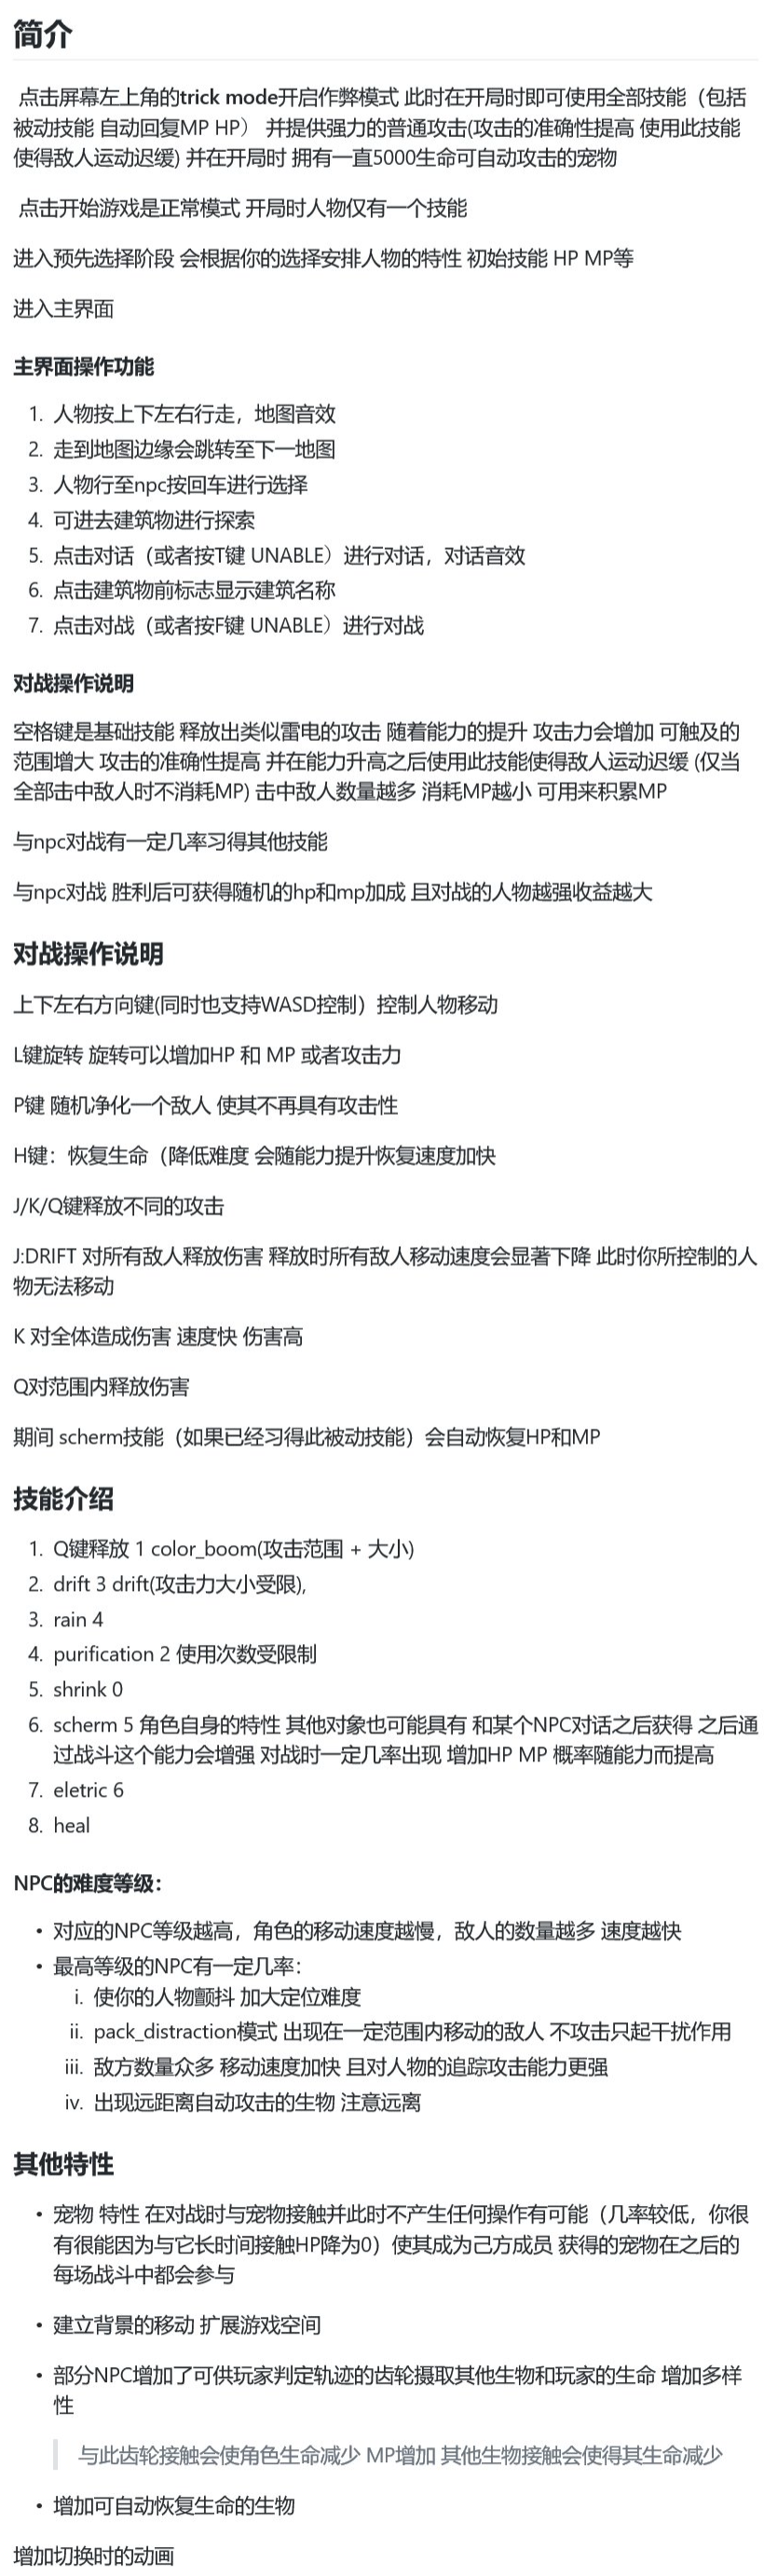 简介
点击屏幕左上角的trick mode开启作弊模式 此时在开局时即可使用全部技能（包括
被动技能 自动回复MP HP） 并提供强力的普通攻击(攻击的准确性提高 使用此技能
使得敌人运动迟缓) 并在开局时 拥有一直5000生命可自动攻击的宠物
点击开始游戏是正常模式 开局时人物仅有一个技能
进入预先选择阶段 会根据你的选择安排人物的特性 初始技能 HP MP等
进入主界面
主界面操作功能
1. 人物按上下左右行走，地图音效
2. 走到地图边缘会跳转至下一地图
3. 人物行至npc按回车进行选择
4. 可进去建筑物进行探索
5. 点击对话（或者按T键 UNABLE）进行对话，对话音效
6. 点击建筑物前标志显示建筑名称
7. 点击对战（或者按F键 UNABLE）进行对战
对战操作说明
空格键是基础技能 释放出类似雷电的攻击 随着能力的提升 攻击力会增加 可触及的
范围增大 攻击的准确性提高 并在能力升高之后使用此技能使得敌人运动迟缓 (仅当
全部击中敌人时不消耗MP) 击中敌人数量越多 消耗MP越小 可用来积累MP
与npc对战有一定几率习得其他技能
与npc对战 胜利后可获得随机的hp和mp加成 且对战的人物越强收益越大
对战操作说明
上下左右方向键(同时也支持WASD控制）控制人物移动
L键旋转 旋转可以增加HP 和 MP 或者攻击力
P键 随机净化一个敌人 使其不再具有攻击性
H键：恢复生命（降低难度 会随能力提升恢复速度加快
J/K/Q键释放不同的攻击
J:DRIFT 对所有敌人释放伤害 释放时所有敌人移动速度会显著下降 此时你所控制的人
物无法移动
K 对全体造成伤害 速度快 伤害高
Q对范围内释放伤害
期间 scherm技能（如果已经习得此被动技能）会自动恢复HP和MP
技能介绍
1. Q键释放 1 color_boom(攻击范围 + 大小)
2. drift 3 drift(攻击力大小受限),
3. rain 4
4. purification 2 使用次数受限制
5. shrink 0
6. scherm 5 角色自身的特性 其他对象也可能具有 和某个NPC对话之后获得 之后通
过战斗这个能力会增强 对战时一定几率出现 增加HP MP 概率随能力而提高
7. eletric 6
8. heal
NPC的难度等级：
• 对应的NPC等级越高，角色的移动速度越慢，敌人的数量越多 速度越快
• 最高等级的NPC有一定几率：
i. 使你的人物颤抖 加大定位难度
ii. pack_distraction模式 出现在一定范围内移动的敌人 不攻击只起干扰作用
iii. 敌方数量众多 移动速度加快 且对人物的追踪攻击能力更强
iv. 出现远距离自动攻击的生物 注意远离
其他特性
• 宠物 特性 在对战时与宠物接触并此时不产生任何操作有可能（几率较低，你很
有很能因为与它长时间接触HP降为0）使其成为己方成员 获得的宠物在之后的
每场战斗中都会参与
• 建立背景的移动 扩展游戏空间
• 部分NPC增加了可供玩家判定轨迹的齿轮摄取其他生物和玩家的生命 增加多样
性
与此齿轮接触会使角色生命减少 MP增加 其他生物接触会使得其生命减少
• 增加可自动恢复生命的生物
增加切换时的动画